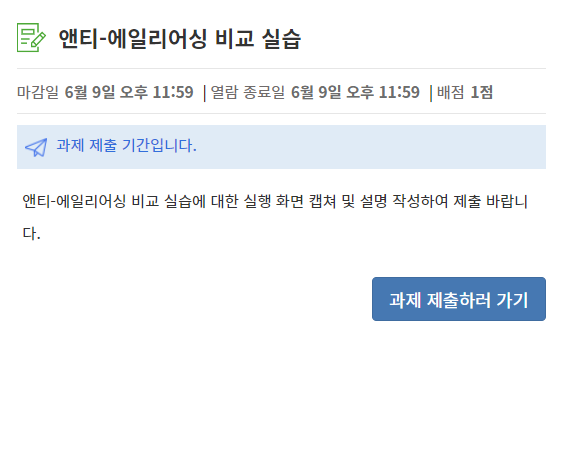 앤티-에일리어싱 비교 실습
마감일 6월 9일 오후 11:59 | 열람 종료일 6월 9일 오후 11:59 | 배점 1점
과제 제출 기간입니다.
앤티-에일리어싱 비교 실습에 대한 실행 화면 캡쳐 및 설명 작성하여 제출 바랍니
다.
과제 제출하러 가기